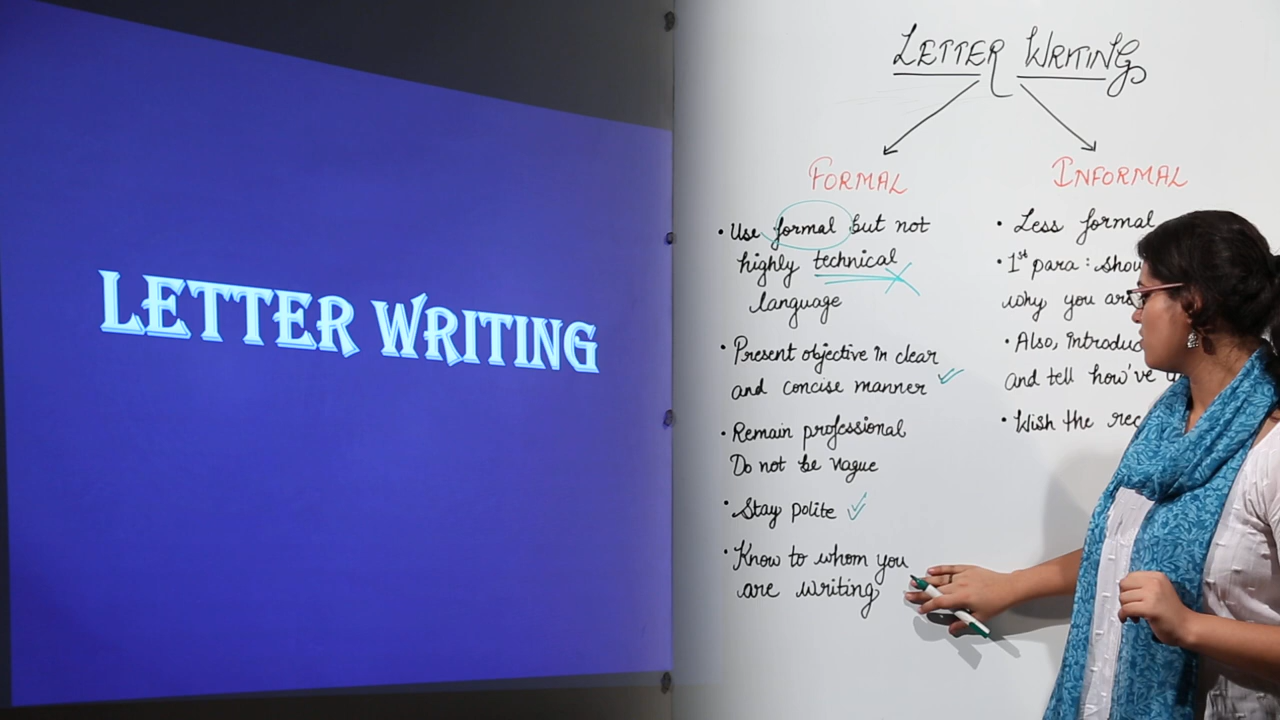 LETTER WRITING
LETTER WRITING
FORMAL
• Use formal but not
highly technical
language
• Present objective in clear
and concise manner
• Remain professional
Do not be vague
• Stay polite
• Know to whom you
are writing
INFORMAL
• Less formal
• 1st para :
why you
• Also,
and tell how've
• Wish the